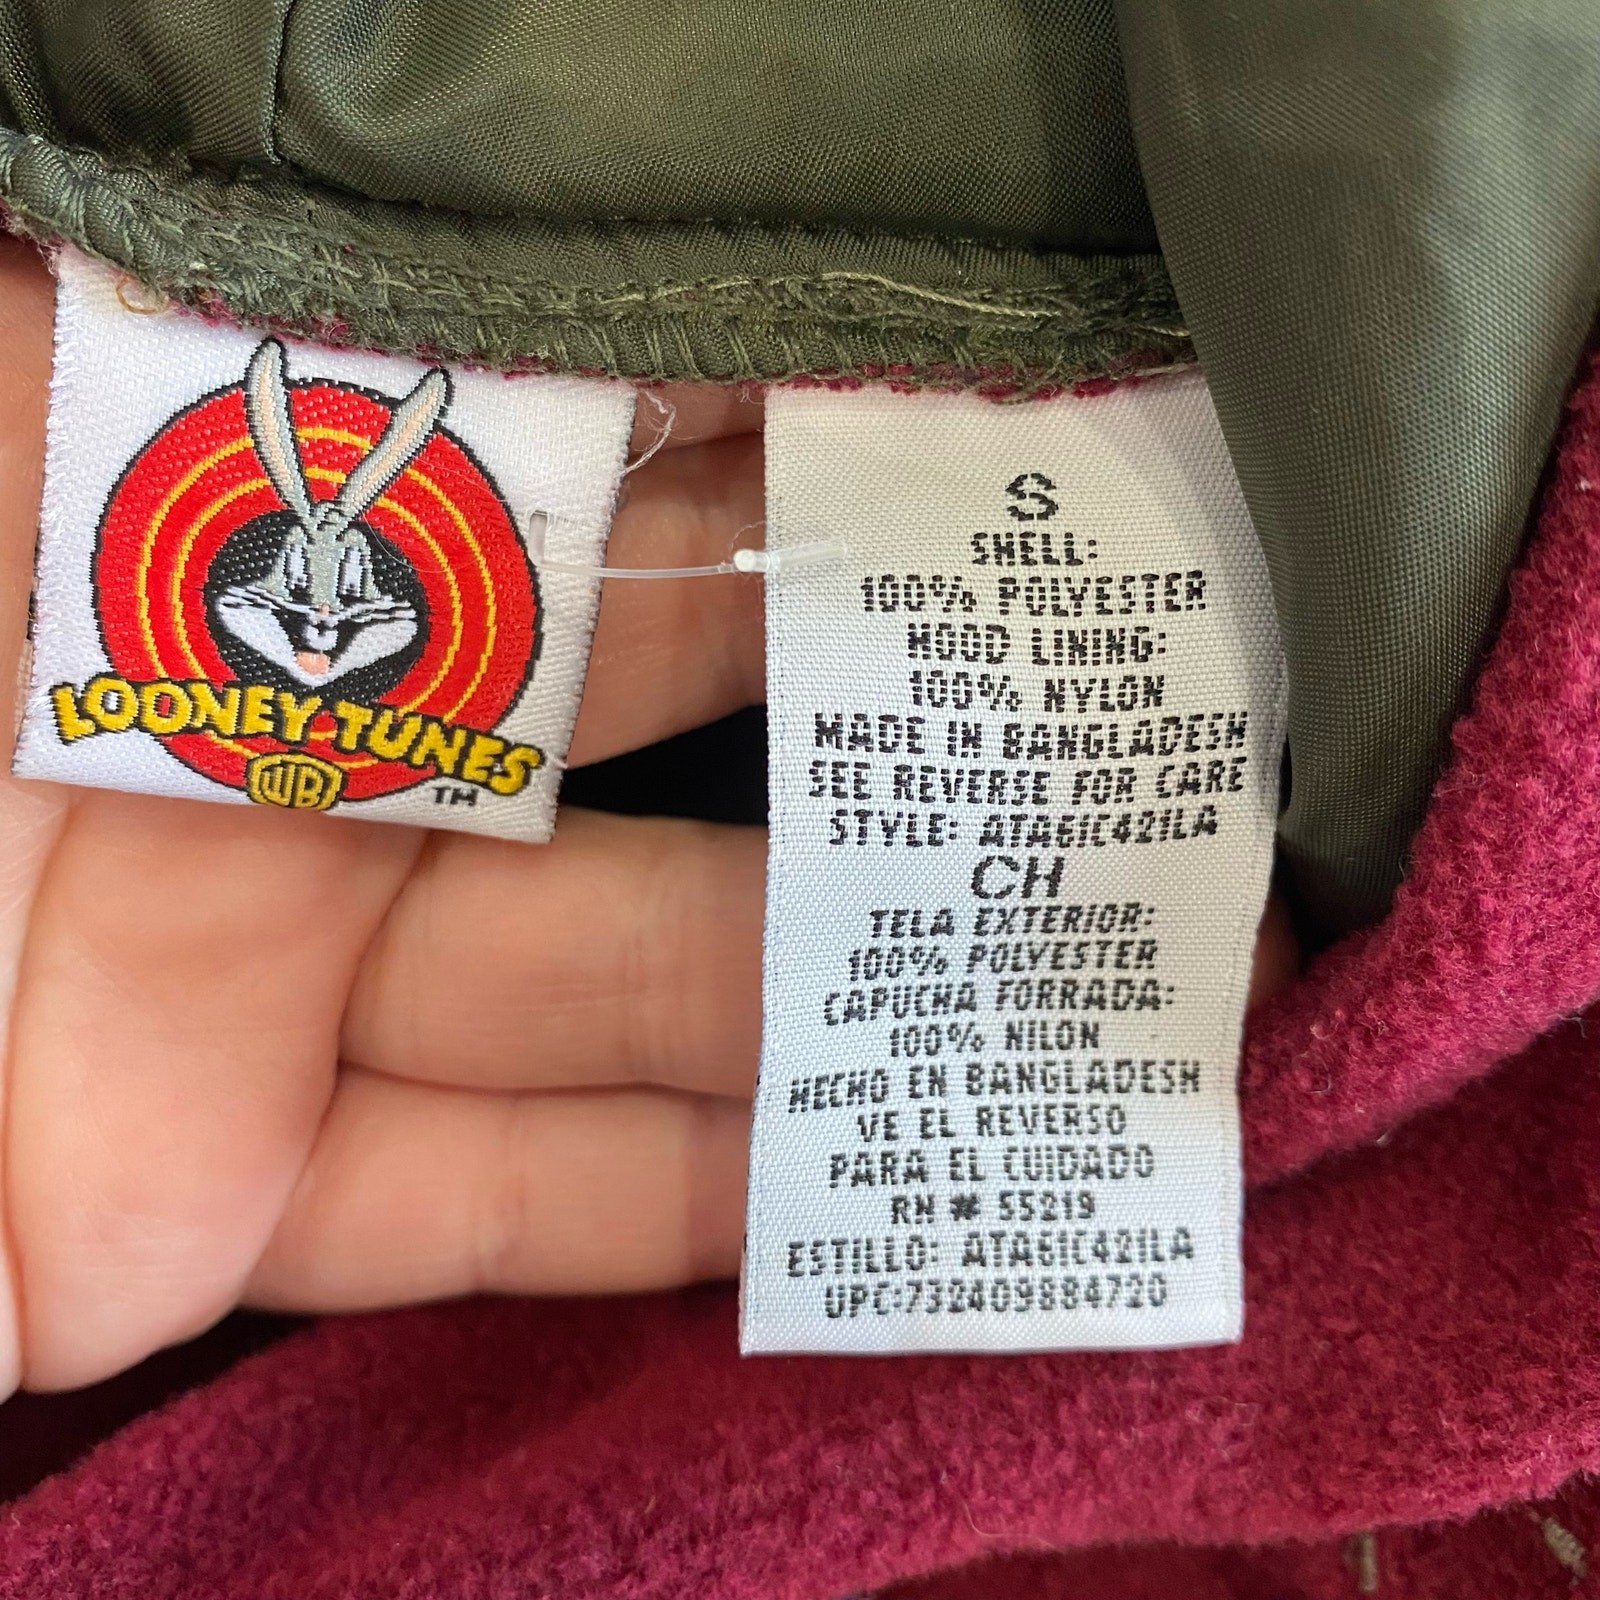 LOONEY TUNES
WB
TM
S
SHELL:
100% POLYESTER
HOOD LINING:
100% NYLON
MADE IN BANGLADESH
SEE REVERSE FOR CARE
STYLE: ATA61C421LA
CH
TELA EXTERIOR:
100% POLYESTER
CAPUCHA FORRADA:
100% NILON
HECHO EN BANGLADESH
VE EL REVERSO
PARA EL CUIDADO
RN # 55219
ESTILLO: ATA61C421LA
UPC:732409884720